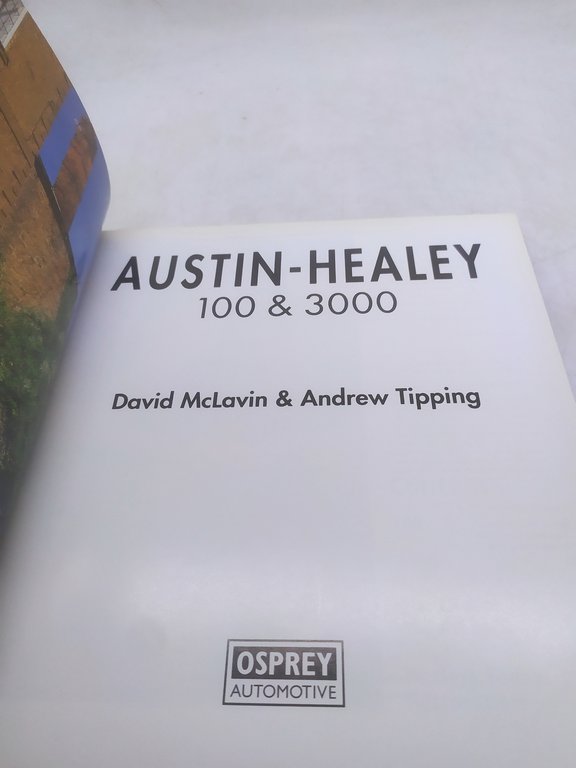 AUSTIN-HEALEY
100 & 3000
David McLavin & Andrew Tipping
OSPREY
AUTOMOTIVE